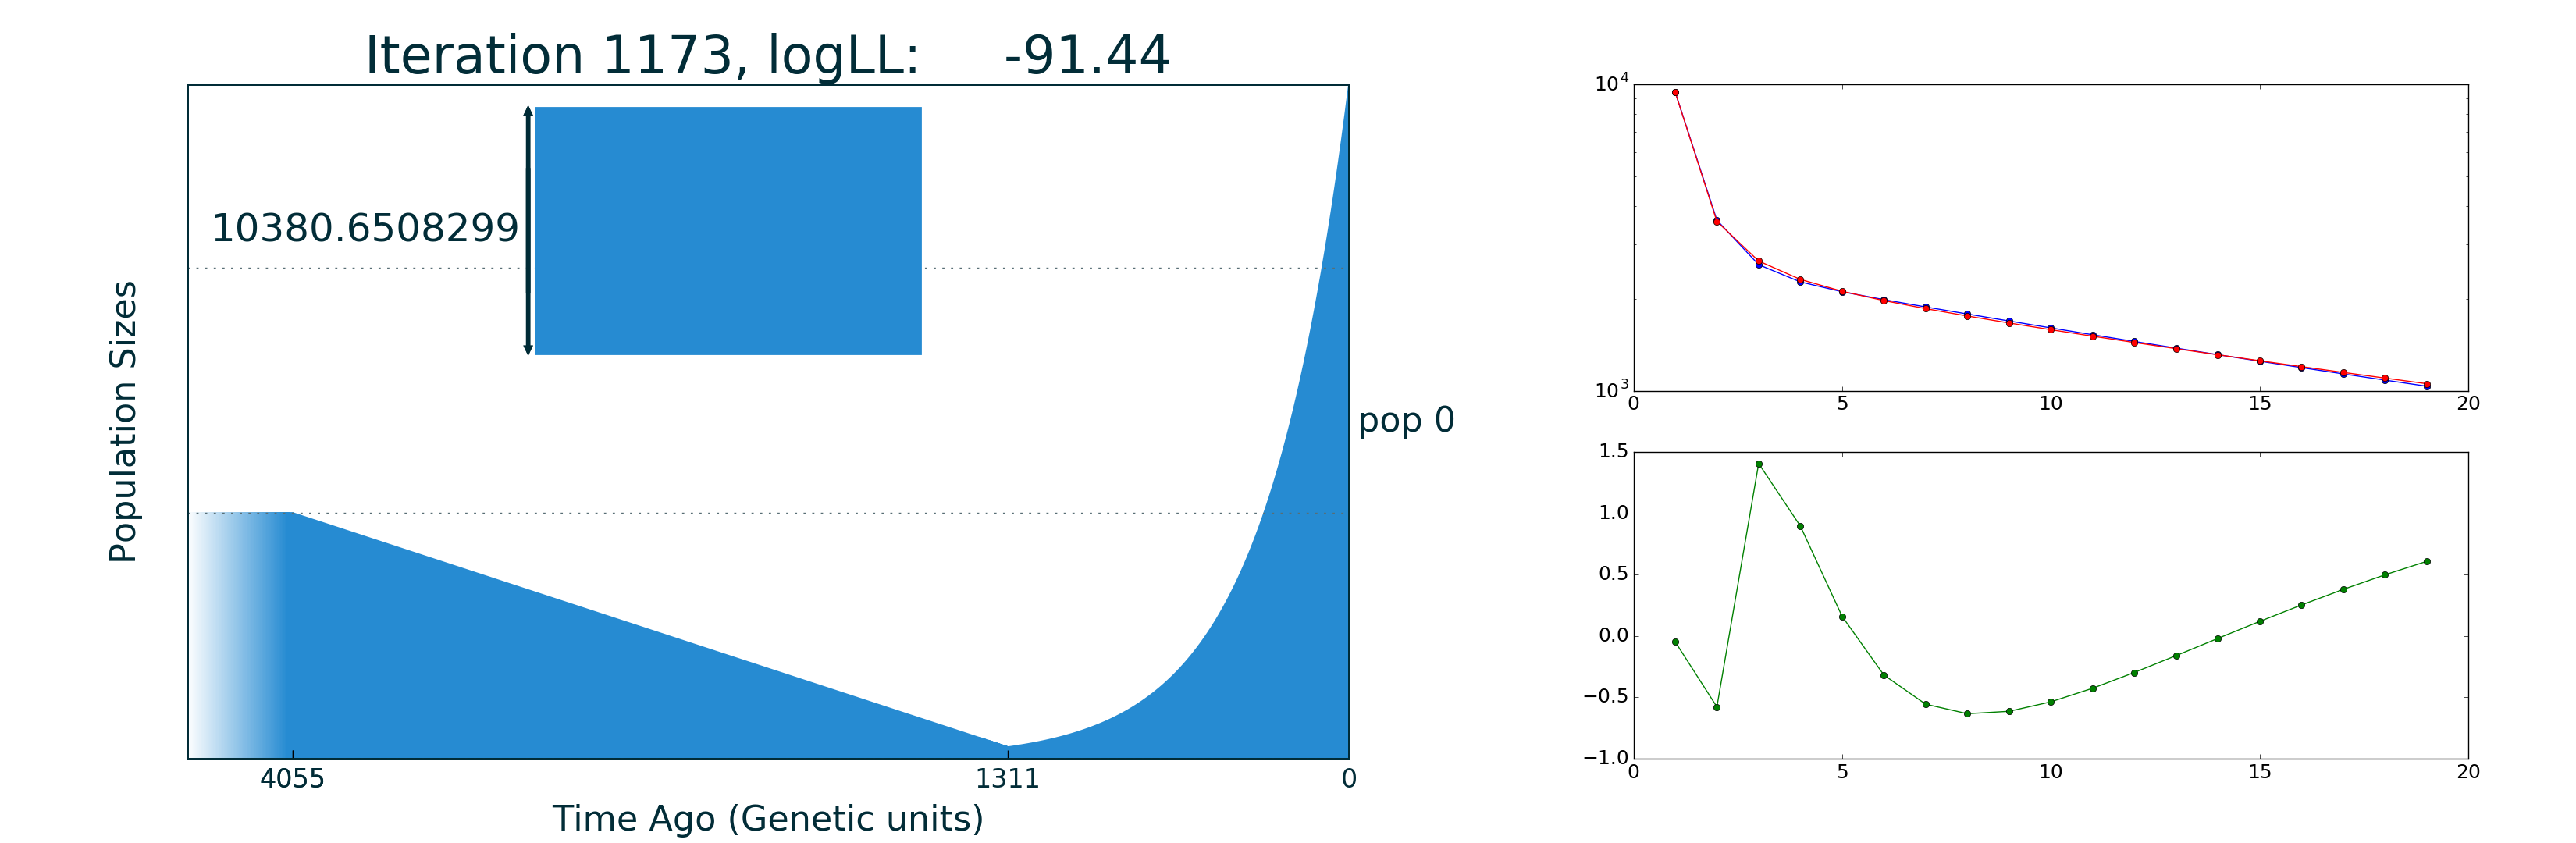 Iteration 1173, logLL: -91.44
10380.6508299
Population Sizes
pop 0
4055 1311 0
Time Ago (Genetic units)
10^4
10^3
0 5 10 15 20
1.5
1.0
0.5
0.0
−0.5
−1.0
0 5 10 15 20